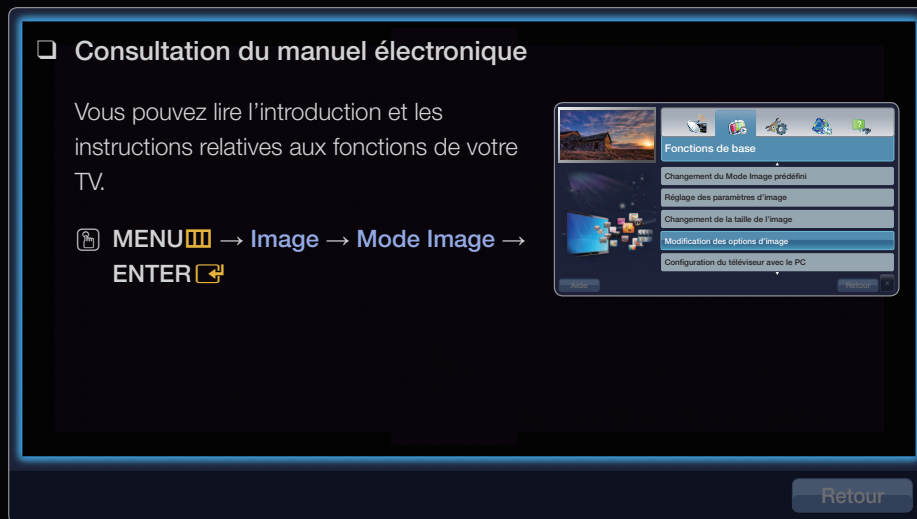 ❑ Consultation du manuel électronique
Vous pouvez lire l’introduction et les
instructions relatives aux fonctions de votre
TV.
MENU → Image → Mode Image →
ENTER
Fonctions de base
Changement du Mode Image prédéfini
Réglage des paramètres d’image
Changement de la taille de l’image
Modification des options d’image
Configuration du téléviseur avec le PC
Aide
Retour
×
Retour